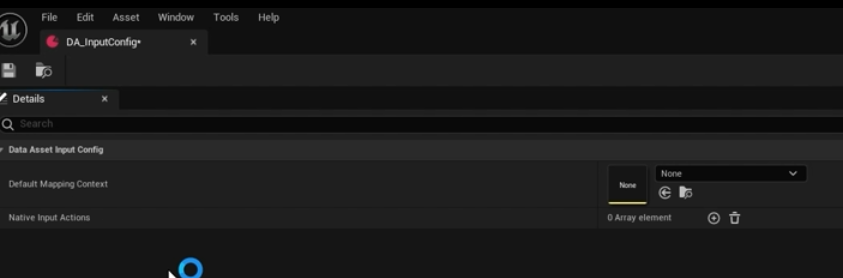 File Edit Asset Window Tools Help
DA_InputConfig•
Details
Search
Data Asset Input Config
Default Mapping Context
None
None
Native Input Actions
0 Array element